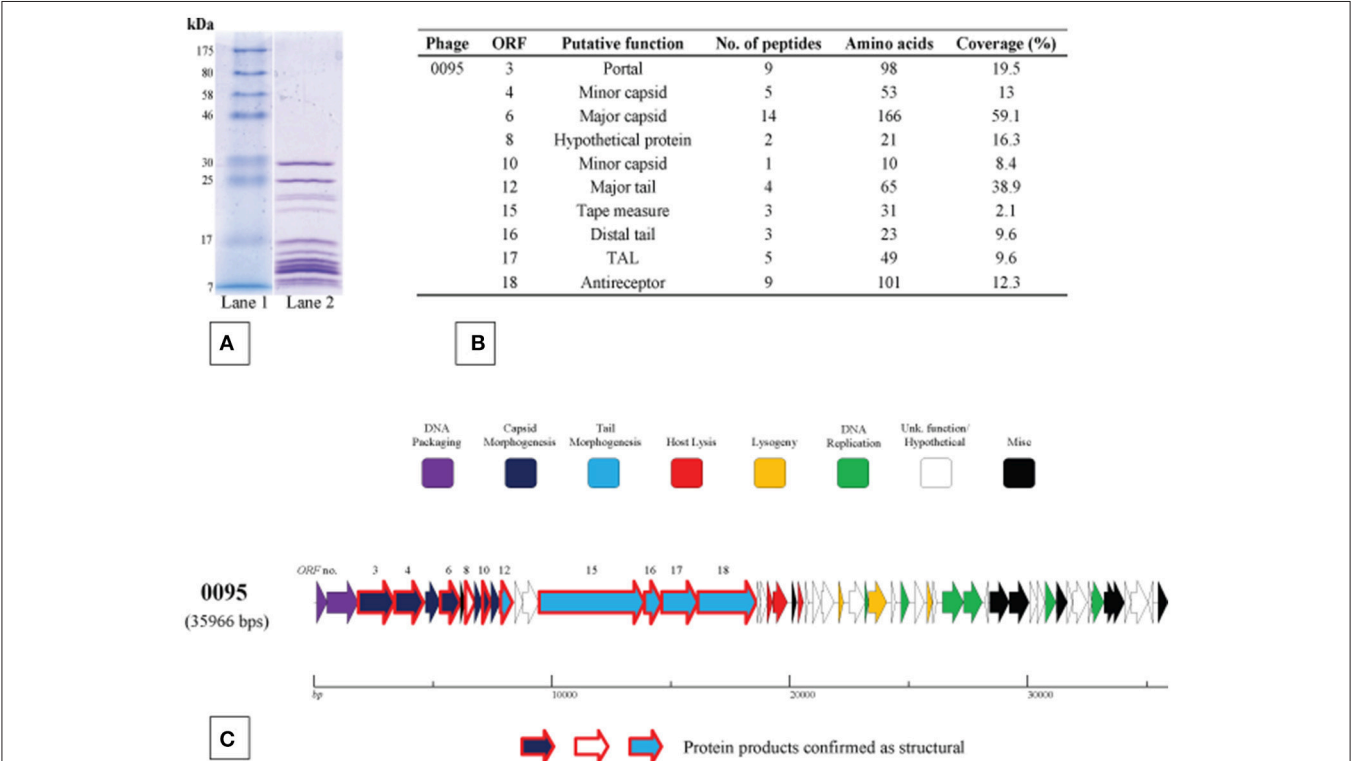 kDa
175
80
58
46
30
25
17
7
Lane 1 Lane 2
A
Phage ORF Putative function No. of peptides Amino acids Coverage (%)
0095 3 Portal 9 98 19.5
4 Minor capsid 5 53 13
6 Major capsid 14 166 59.1
8 Hypothetical protein 2 21 16.3
10 Minor capsid 1 10 8.4
12 Major tail 4 65 38.9
15 Tape measure 3 31 2.1
16 Distal tail 3 23 9.6
17 TAL 5 49 9.6
18 Antireceptor 9 101 12.3
B
DNA Packaging
Capsid Morphogenesis
Tail Morphogenesis
Host Lysis
Lysogeny
DNA Replication
Unk. function/ Hypothetical
Misc
ORF no. 3 4 6 8 10 12 15 16 17 18
0095
(35966 bps)
bp 10000 20000 30000
C
Protein products confirmed as structural